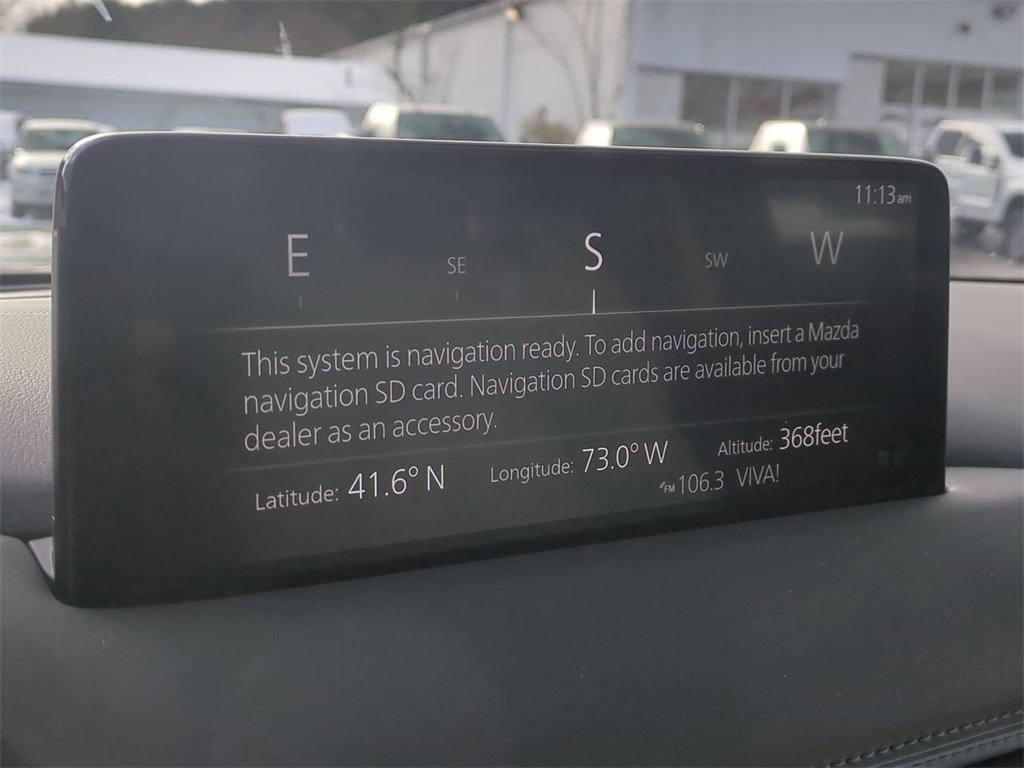 11:13am
E SE S SW W
This system is navigation ready. To add navigation, insert a Mazda
navigation SD card. Navigation SD cards are available from your
dealer as an accessory.
Latitude: 41.6° N Longitude: 73.0° W Altitude: 368feet
FM 106.3 VIVA!